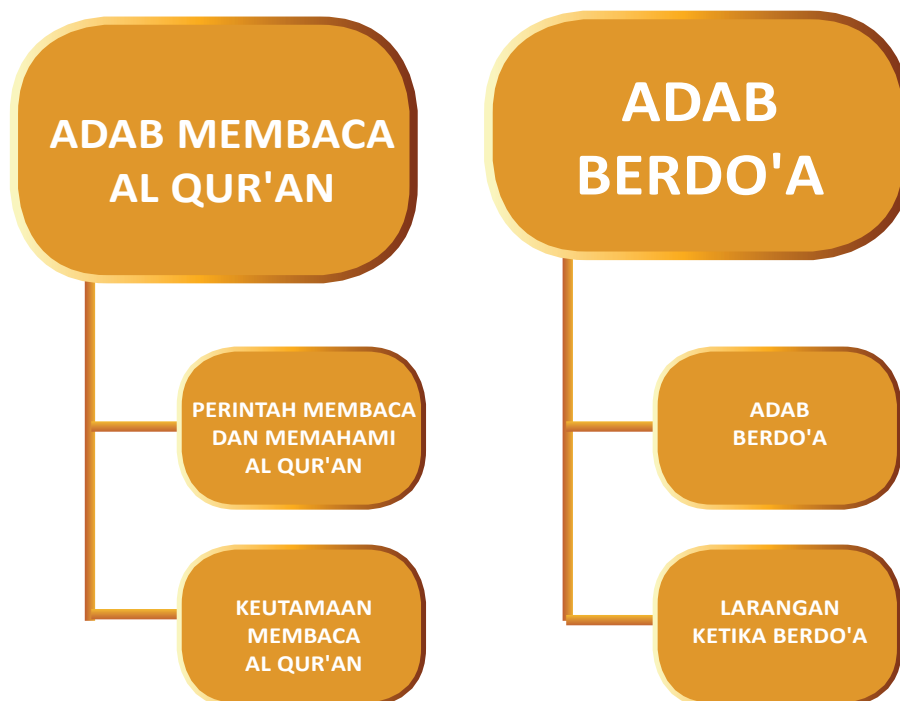 ADAB MEMBACA
AL QUR'AN
PERINTAH MEMBACA
DAN MEMAHAMI
AL QUR'AN
KEUTAMAAN
MEMBACA
AL QUR'AN
ADAB
BERDO'A
ADAB
BERDO'A
LARANGAN
KETIKA BERDO'A